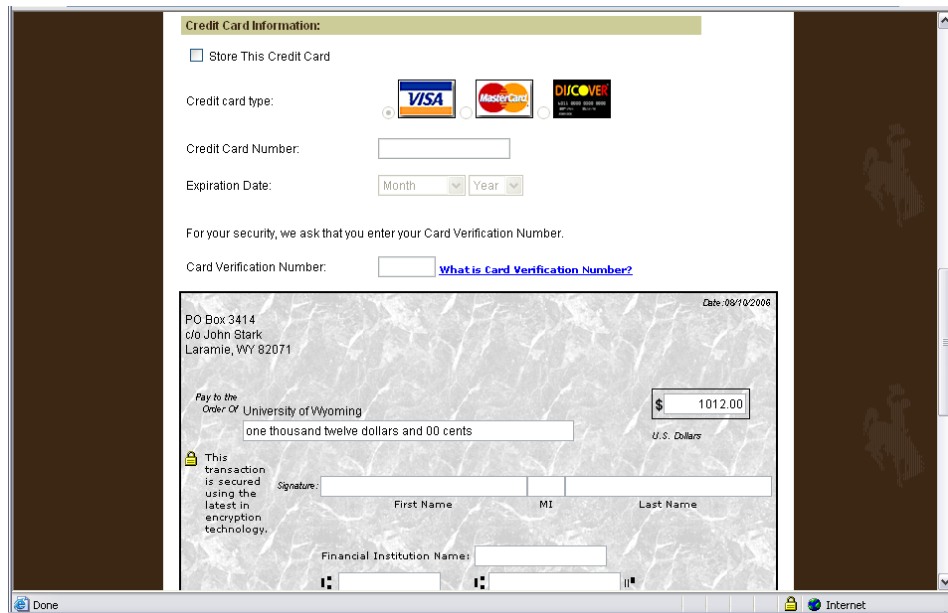 Credit Card Information:
Store This Credit Card
Credit card type:
VISA
MasterCard
DISCOVER
Credit Card Number:
Expiration Date:
Month Year
For your security, we ask that you enter your Card Verification Number.
Card Verification Number:
What is Card Verification Number?
Date:08/10/2006
PO Box 3414
c/o John Stark
Laramie, WY 82071
Pay to the
Order Of University of Wyoming
$ 1012.00
one thousand twelve dollars and 00 cents
U.S. Dollars
This
transaction
is secured
using the
latest in
encryption
technology.
Signature:
First Name MI Last Name
Financial Institution Name:
Done Internet